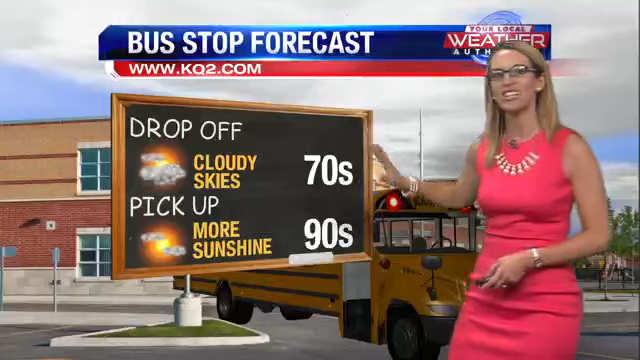 BUS STOP FORECAST
YOUR LOCAL
WEATHER
AUTHORITY
WWW.KQ2.COM
DROP OFF
CLOUDY
SKIES
70s
PICK UP
MORE
SUNSHINE
90s